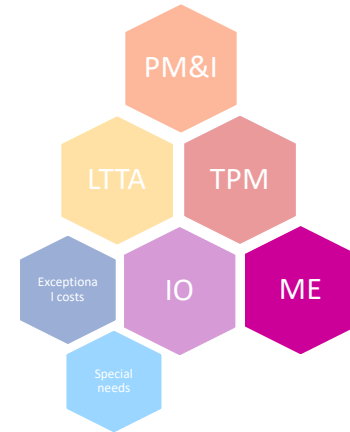 PM&I
LTTA
TPM
Exceptiona
l costs
IO
ME
Special
needs